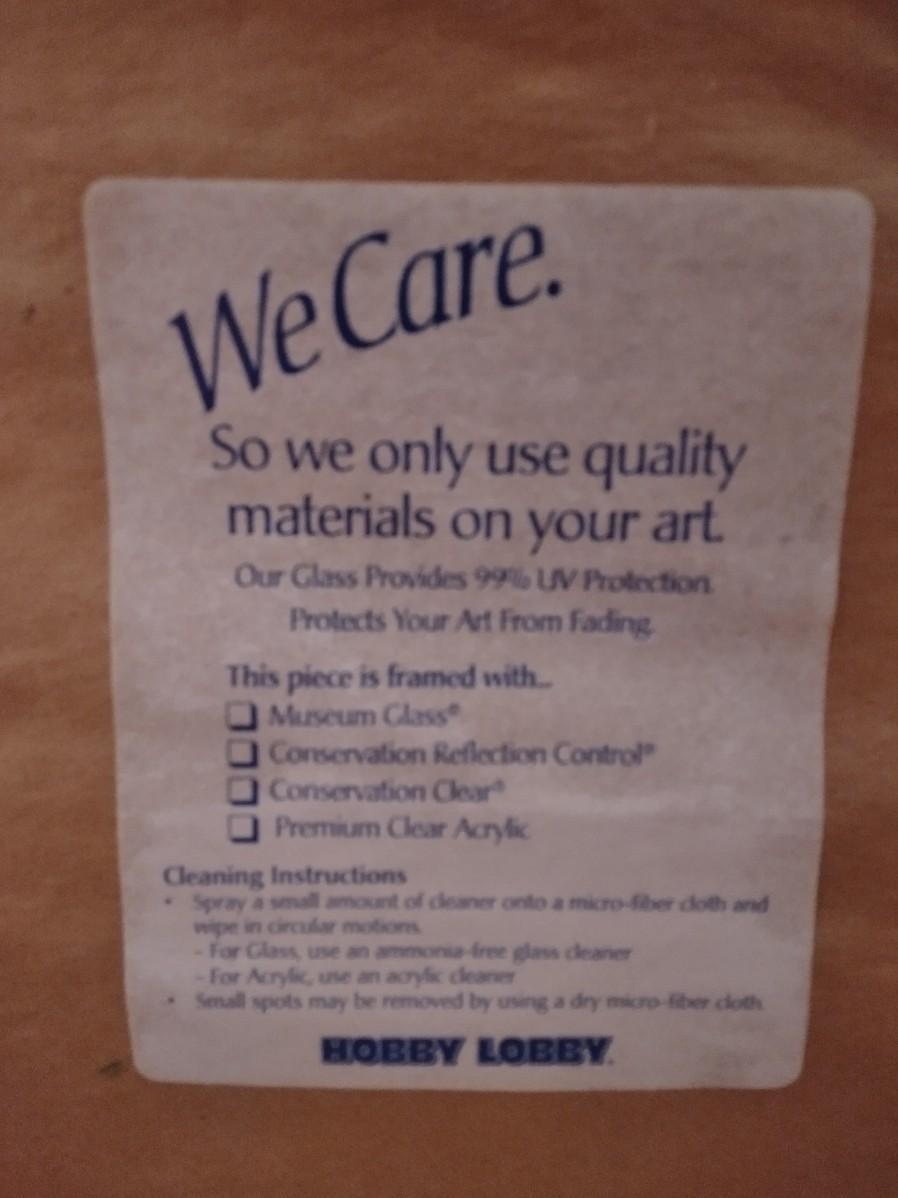 We Care.
So we only use quality
materials on your art.
Our Glass Provides 99% UV Protection.
Protects Your Art From Fading.
This piece is framed with...
❑ Museum Glass®
❑ Conservation Reflection Control®
❑ Conservation Clear®
❑ Premium Clear Acrylic
Cleaning Instructions
• Spray a small amount of cleaner onto a micro-fiber cloth and
wipe in circular motions.
- For Glass, use an ammonia-free glass cleaner
- For Acrylic, use an acrylic cleaner
• Small spots may be removed by using a dry micro-fiber cloth.
HOBBY LOBBY